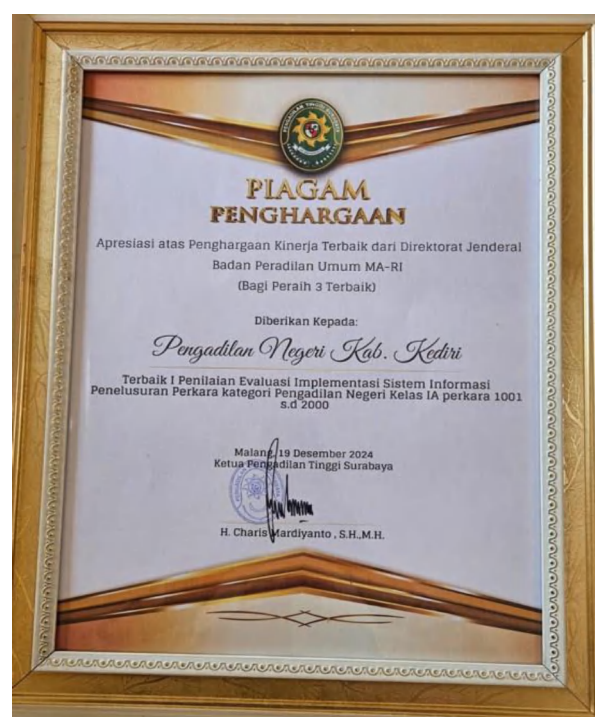 PIAGAM
PENGHARGAAN
Apresiasi atas Penghargaan Kinerja Terbaik dari Direktorat Jenderal
Badan Peradilan Umum MA-RI
(Bagi Peraih 3 Terbaik)
Diberikan Kepada:
Pengadilan Negeri Kab. Kediri
Terbaik I Penilaian Evaluasi Implementasi Sistem Informasi
Penelusuran Perkara kategori Pengadilan Negeri Kelas IA perkara 1001
s.d 2000
Malang, 19 Desember 2024
Ketua Pengadilan Tinggi Surabaya
H. Charis Mardiyanto , S.H.,M.H.